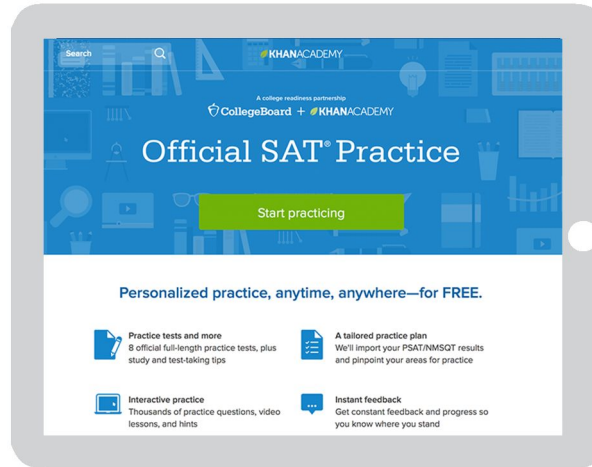 Search
KHANACADEMY
A college readiness partnership
CollegeBoard + KHANACADEMY
Official SAT® Practice
Start practicing
Personalized practice, anytime, anywhere—for FREE.
Practice tests and more
8 official full-length practice tests, plus
study and test-taking tips
A tailored practice plan
We'll import your PSAT/NMSQT results
and pinpoint your areas for practice
Interactive practice
Thousands of practice questions, video
lessons, and hints
Instant feedback
Get constant feedback and progress so
you know where you stand